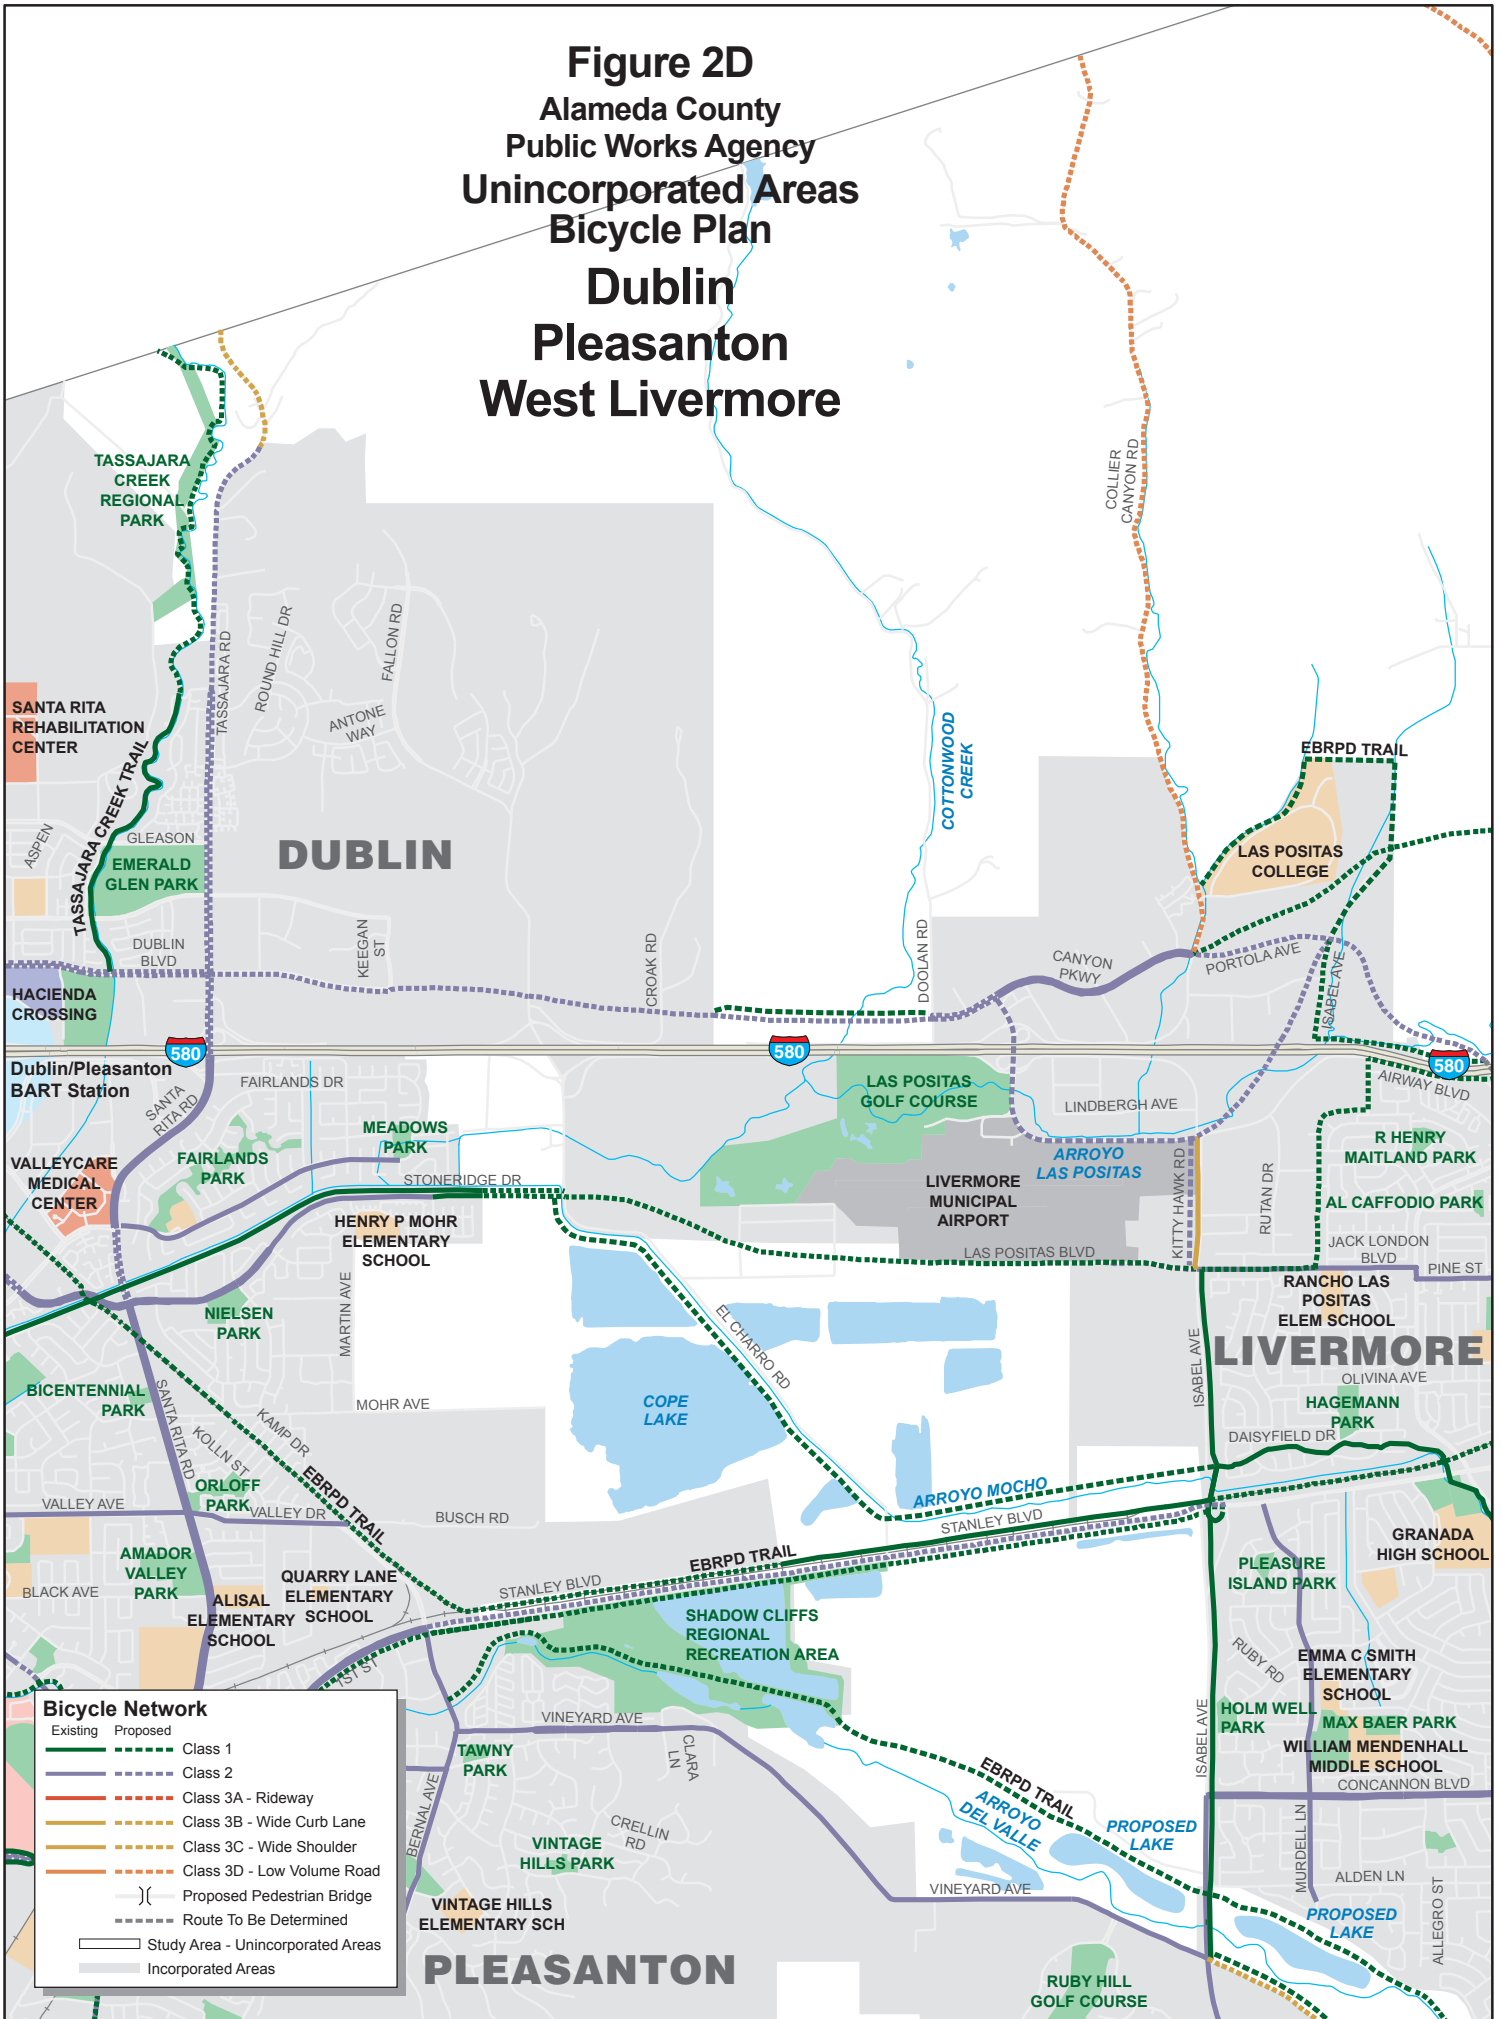 Figure 2D
Alameda County
Public Works Agency
Unincorporated Areas
Bicycle Plan
Dublin
Pleasanton
West Livermore
TASSAJARA
CREEK
REGIONAL
PARK
COLLIER
CANYON RD
TASSAJARA RD
ROUND HILL DR
FALLON RD
ANTONE
WAY
SANTA RITA
REHABILITATION
CENTER
TASSAJARA CREEK TRAIL
COTTONWOOD
CREEK
EBRPD TRAIL
ASPEN
GLEASON
EMERALD
GLEN PARK
DUBLIN
LAS POSITAS
COLLEGE
DUBLIN
BLVD
KEEGAN
ST
CROAK RD
DOOLAN RD
CANYON
PKWY
PORTOLA AVE
ISABEL AVE
HACIENDA
CROSSING
580
580
580
Dublin/Pleasanton
BART Station
SANTA
RITA RD
FAIRLANDS DR
LAS POSITAS
GOLF COURSE
LINDBERGH AVE
AIRWAY BLVD
MEADOWS
PARK
FAIRLANDS
PARK
VALLEYCARE
MEDICAL
CENTER
STONERIDGE DR
ARROYO
LAS POSITAS
R HENRY
MAITLAND PARK
LIVERMORE
MUNICIPAL
AIRPORT
KITTY HAWK RD
RUTAN DR
AL CAFFODIO PARK
HENRY P MOHR
ELEMENTARY
SCHOOL
LAS POSITAS BLVD
JACK LONDON
BLVD
PINE ST
NIELSEN
PARK
MARTIN AVE
EL CHARRO RD
RANCHO LAS
POSITAS
ELEM SCHOOL
ISABEL AVE
LIVERMORE
OLIVINA AVE
BICENTENNIAL
PARK
SANTA RITA RD
MOHR AVE
COPE
LAKE
HAGEMANN
PARK
KOLLN ST
KAMP DR
DAISYFIELD DR
EBRPD TRAIL
ORLOFF
PARK
VALLEY AVE
VALLEY DR
BUSCH RD
ARROYO MOCHO
STANLEY BLVD
GRANADA
HIGH SCHOOL
AMADOR
VALLEY
PARK
EBRPD TRAIL
PLEASURE
ISLAND PARK
BLACK AVE
QUARRY LANE
ELEMENTARY
SCHOOL
STANLEY BLVD
ALISAL
ELEMENTARY
SCHOOL
SHADOW CLIFFS
REGIONAL
RECREATION AREA
RUBY RD
EMMA C SMITH
ELEMENTARY
SCHOOL
1ST ST
ISABEL AVE
HOLM WELL
PARK
MAX BAER PARK
WILLIAM MENDENHALL
MIDDLE SCHOOL
VINEYARD AVE
CLARA
LN
TAWNY
PARK
EBRPD TRAIL
CONCANNON BLVD
BERNAL AVE
ARROYO
DEL VALLE
PROPOSED
LAKE
MURDELL LN
CRELLIN
RD
VINTAGE
HILLS PARK
ALDEN LN
VINEYARD AVE
VINTAGE HILLS
ELEMENTARY SCH
PROPOSED
LAKE
ALLEGRO ST
PLEASANTON
RUBY HILL
GOLF COURSE
Bicycle Network
Existing Proposed
Class 1
Class 2
Class 3A - Rideway
Class 3B - Wide Curb Lane
Class 3C - Wide Shoulder
Class 3D - Low Volume Road
Proposed Pedestrian Bridge
Route To Be Determined
Study Area - Unincorporated Areas
Incorporated Areas